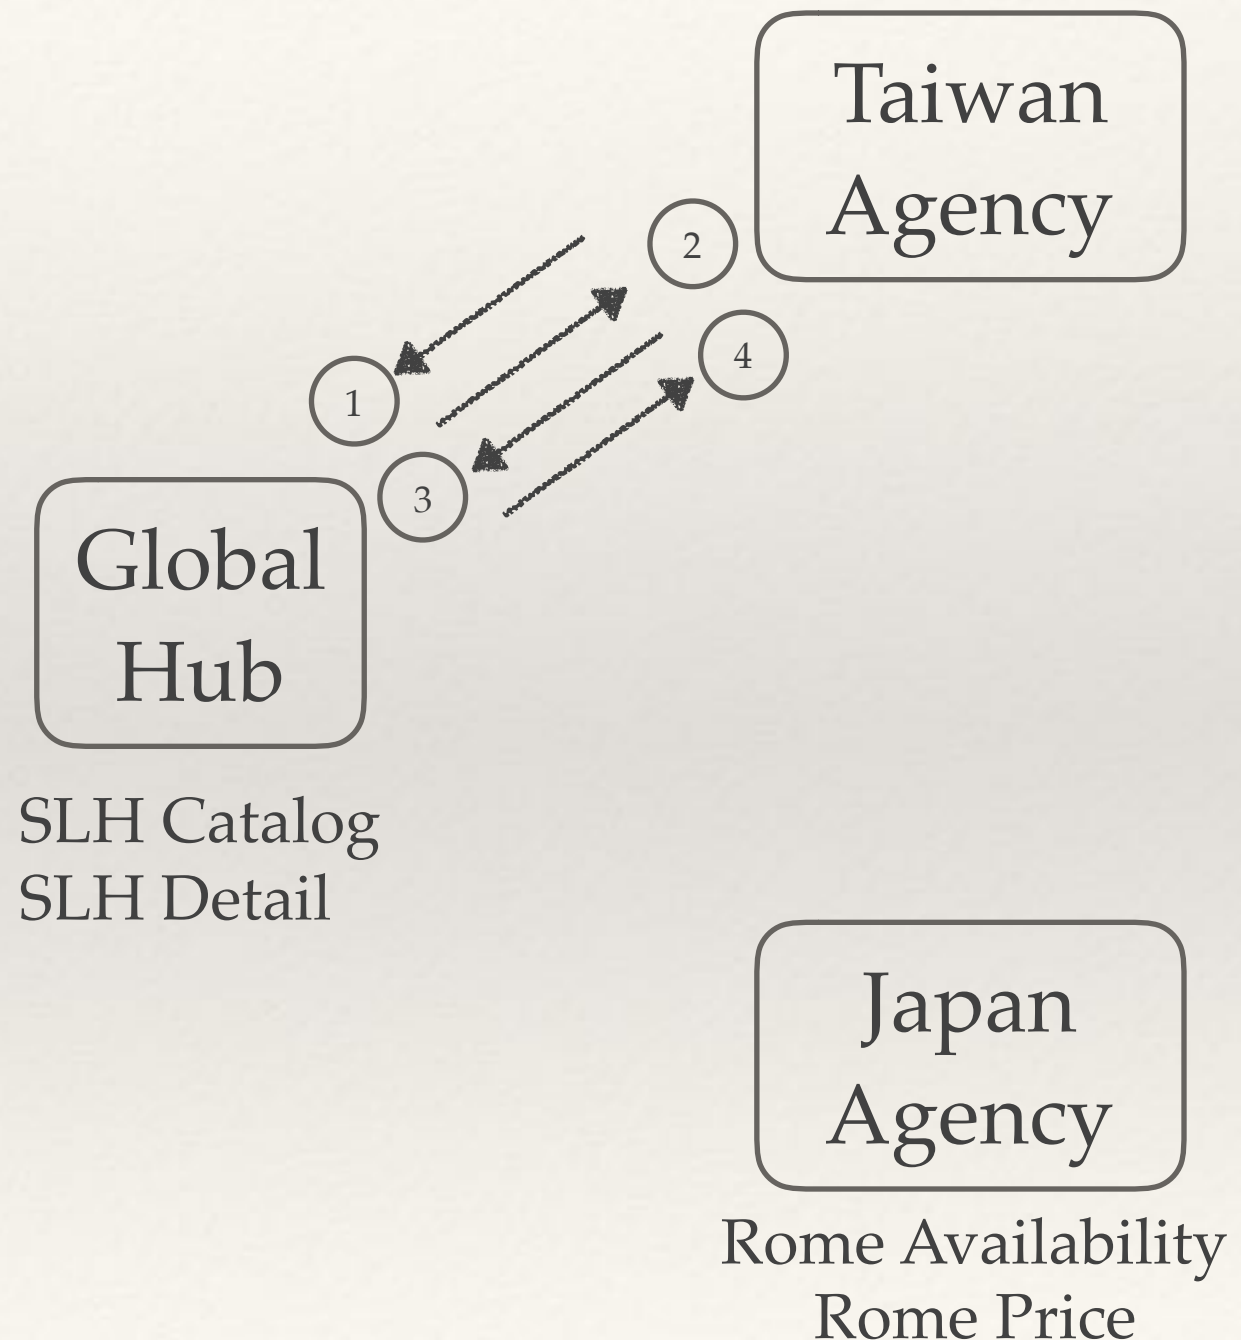 Taiwan
Agency
2
4
1
3
Global
Hub
SLH Catalog
SLH Detail
Japan
Agency
Rome Availability
Rome Price